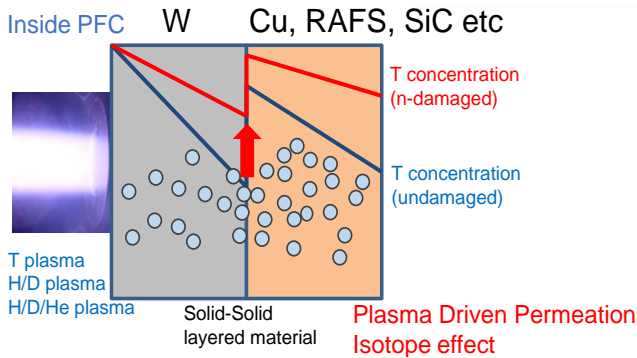 Inside PFC
W
Cu, RAFS, SiC etc
T concentration
(n-damaged)
T concentration
(undamaged)
T plasma
H/D plasma
H/D/He plasma
Solid-Solid
layered material
Plasma Driven Permeation
Isotope effect